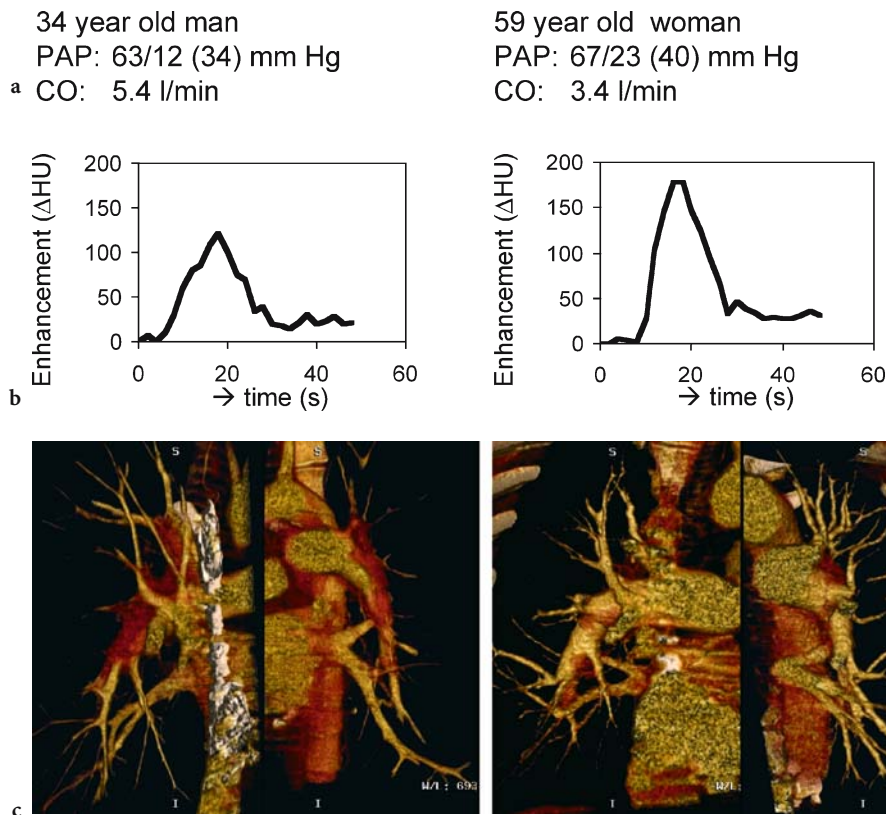 34 year old man
PAP: 63/12 (34) mm Hg
CO: 5.4 l/min
59 year old woman
PAP: 67/23 (40) mm Hg
CO: 3.4 l/min
a
Enhancement (ΔHU)
200
150
100
50
0
0 20 40 60
→ time (s)
Enhancement (ΔHU)
200
150
100
50
0
0 20 40 60
→ time (s)
b
S
S
S
S
I
I
I
I
c